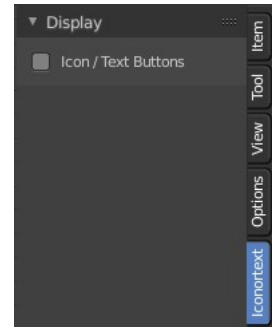 Display
Icon / Text Buttons
Item
Tool
View
Options
Iconortext